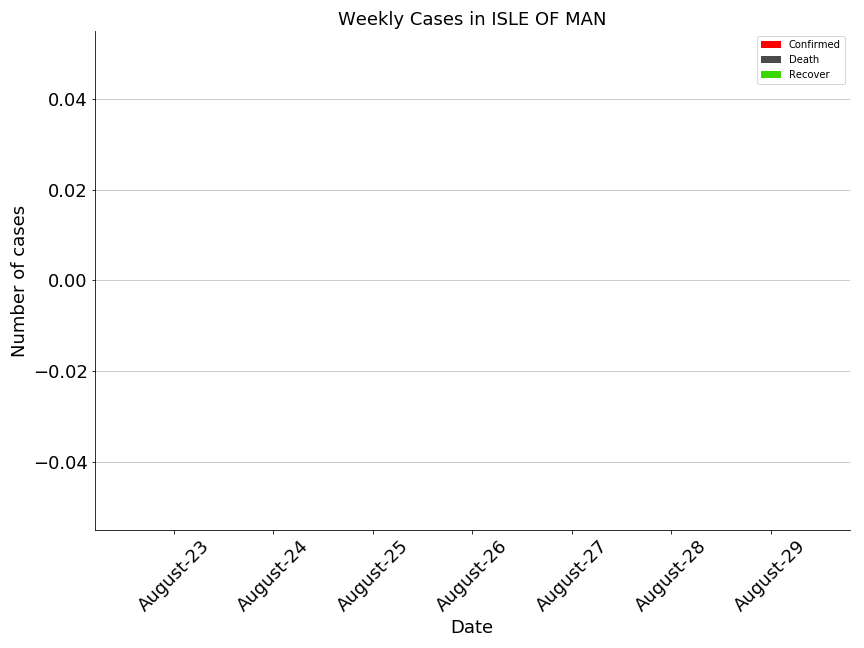 Weekly Cases in ISLE OF MAN
Confirmed
Death
Recover
Number of cases
0.04
0.02
0.00
−0.02
−0.04
August-23
August-24
August-25
August-26
August-27
August-28
August-29
Date